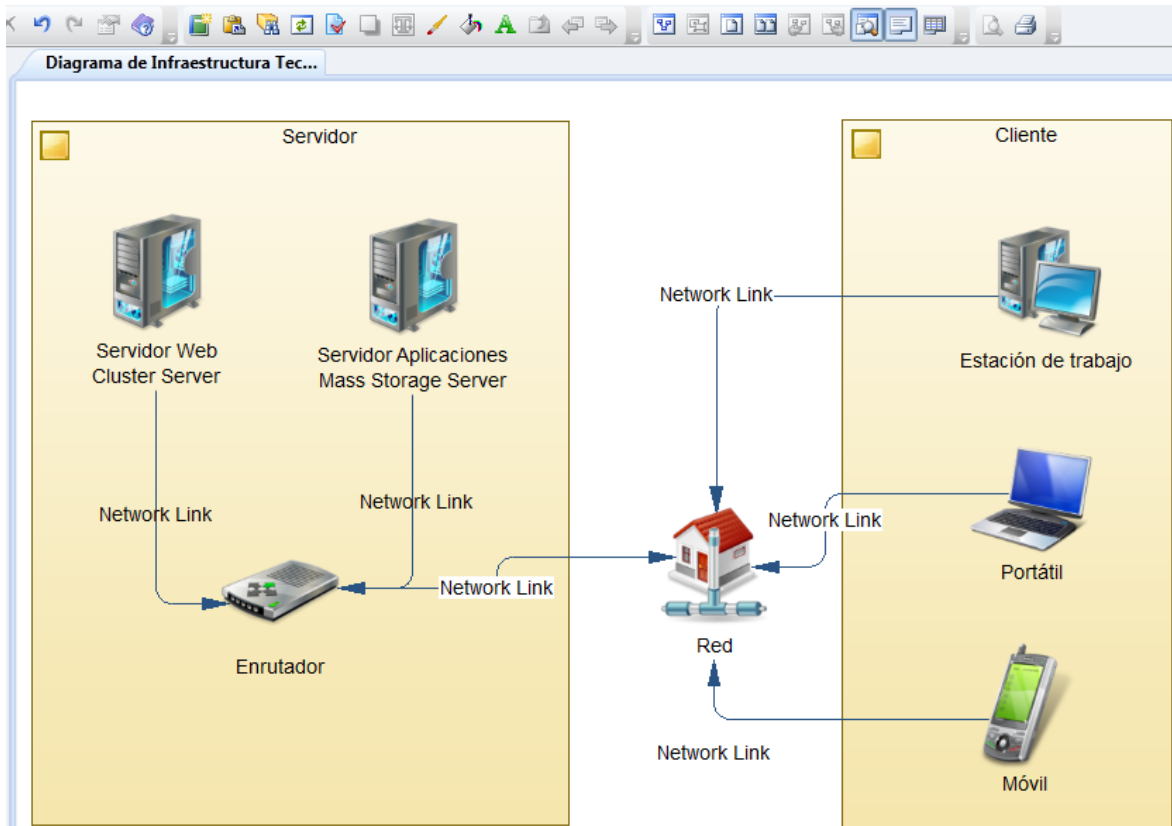 Diagrama de Infraestructura Tec...
Servidor
Cliente
Servidor Web
Cluster Server
Servidor Aplicaciones
Mass Storage Server
Network Link
Estación de trabajo
Network Link
Network Link
Network Link
Portátil
Network Link
Enrutador
Red
Network Link
Móvil